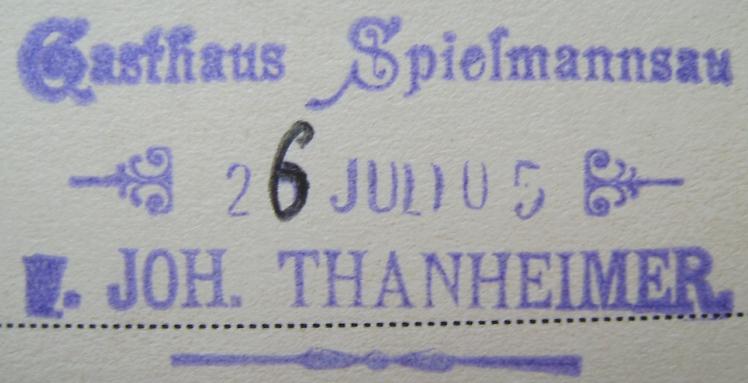 Gasthaus Spielmannsau
26 JULI 05
v. JOH. THANHEIMER.